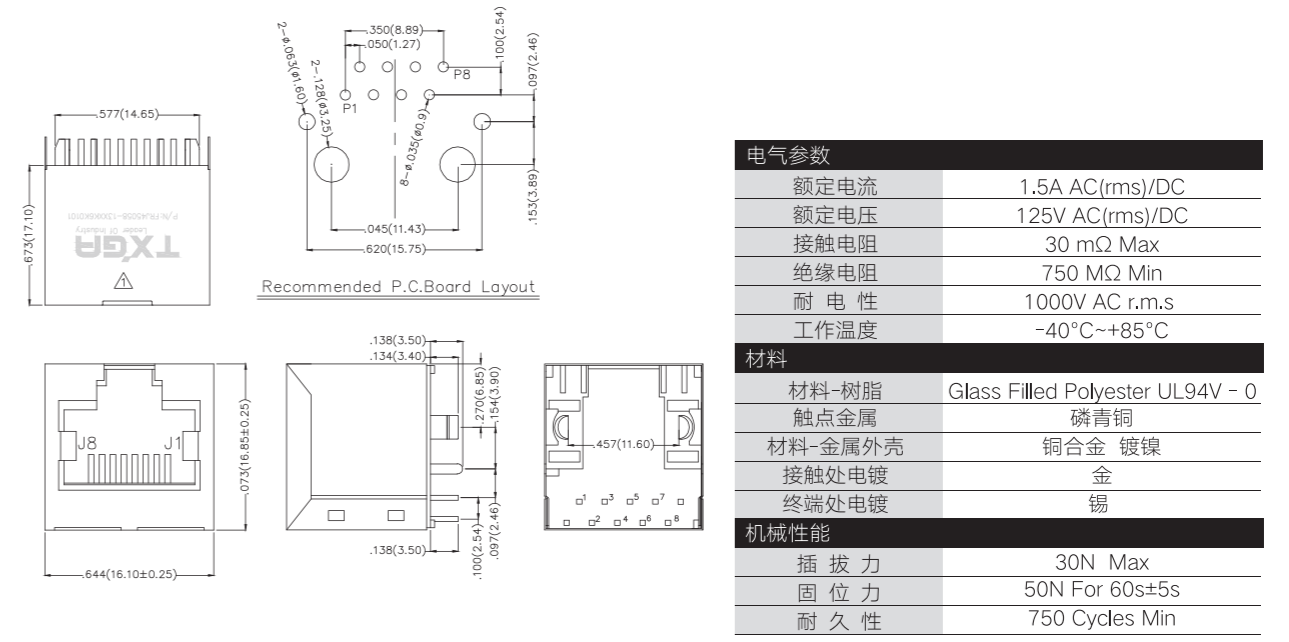 .350(8.89)
.050(1.27)
.100(2.54)
.097(2.46)
2-ø.063(ø1.60)
2-.128(ø3.25)
P8
P1
8-ø.035(ø0.9)
.153(3.89)
.045(11.43)
.620(15.75)
Recommended P.C.Board Layout
.577(14.65)
.673(17.10)
TXGA
Leader Of Industry
1
J8
J1
.073(16.85±0.25)
.644(16.10±0.25)
.138(3.50)
.134(3.40)
.270(6.85)
.154(3.90)
.138(3.50)
.100(2.54)
.097(2.46)
.457(11.60)
1 3 5 7
2 4 6 8
电气参数
额定电流 1.5A AC(rms)/DC
额定电压 125V AC(rms)/DC
接触电阻 30 mΩ Max
绝缘电阻 750 MΩ Min
耐 电 性 1000V AC r.m.s
工作温度 -40°C~+85°C
材料
材料-树脂 Glass Filled Polyester UL94V - 0
触点金属 磷青铜
材料-金属外壳 铜合金 镀镍
接触处电镀 金
终端处电镀 锡
机械性能
插 拔 力 30N Max
固 位 力 50N For 60s±5s
耐 久 性 750 Cycles Min